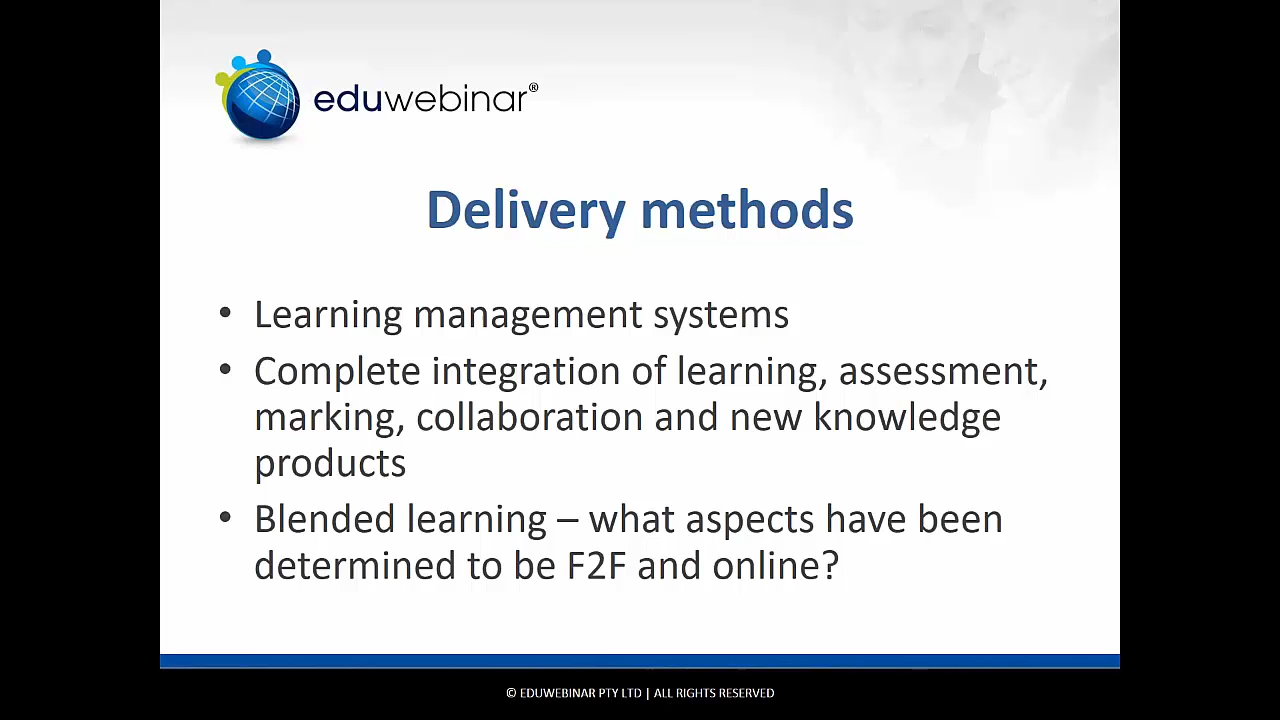 eduwebinar®
Delivery methods
• Learning management systems
• Complete integration of learning, assessment,
marking, collaboration and new knowledge
products
• Blended learning – what aspects have been
determined to be F2F and online?
© EDUWEBINAR PTY LTD | ALL RIGHTS RESERVED